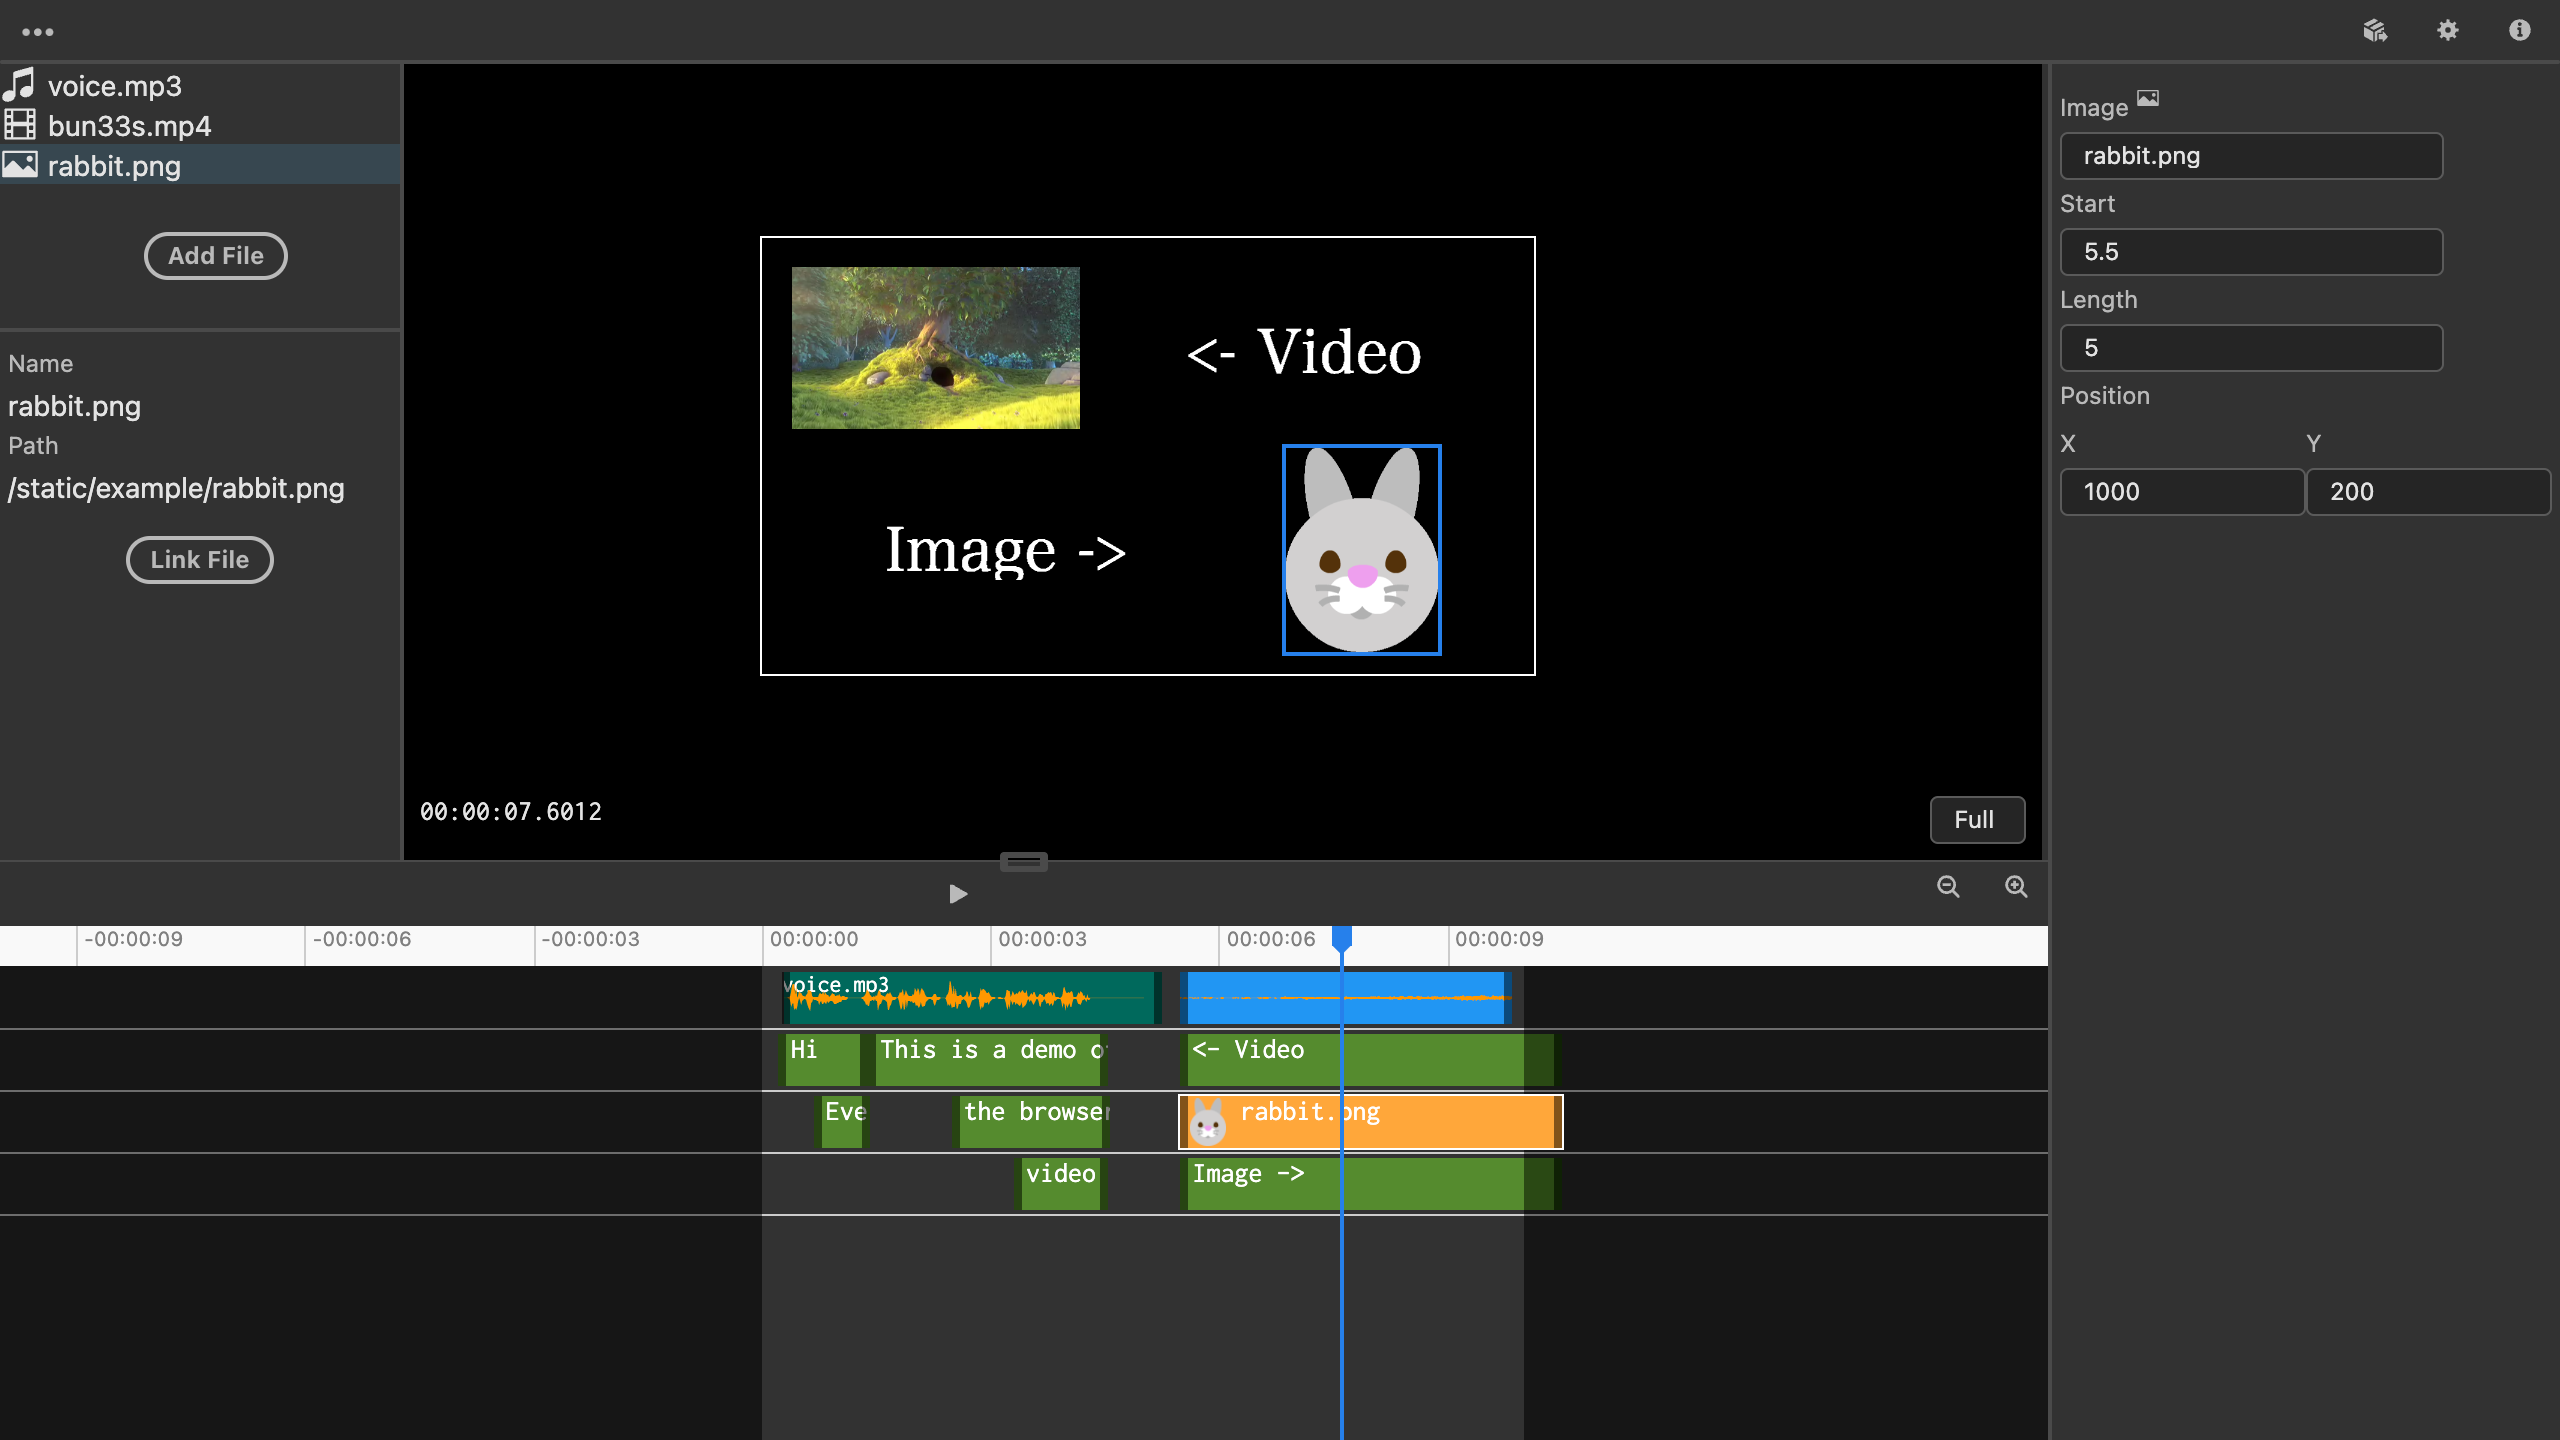 voice.mp3
bun33s.mp4
rabbit.png
Add File
Name
rabbit.png
Path
/static/example/rabbit.png
Link File
<- Video
Image ->
00:00:07.6012
Full
Image
rabbit.png
Start
5.5
Length
5
Position
X Y
1000 200
-00:00:09 -00:00:06 -00:00:03 00:00:00 00:00:03 00:00:06 00:00:09
voice.mp3
Hi This is a demo o <- Video
Eve the browser rabbit.png
video Image ->